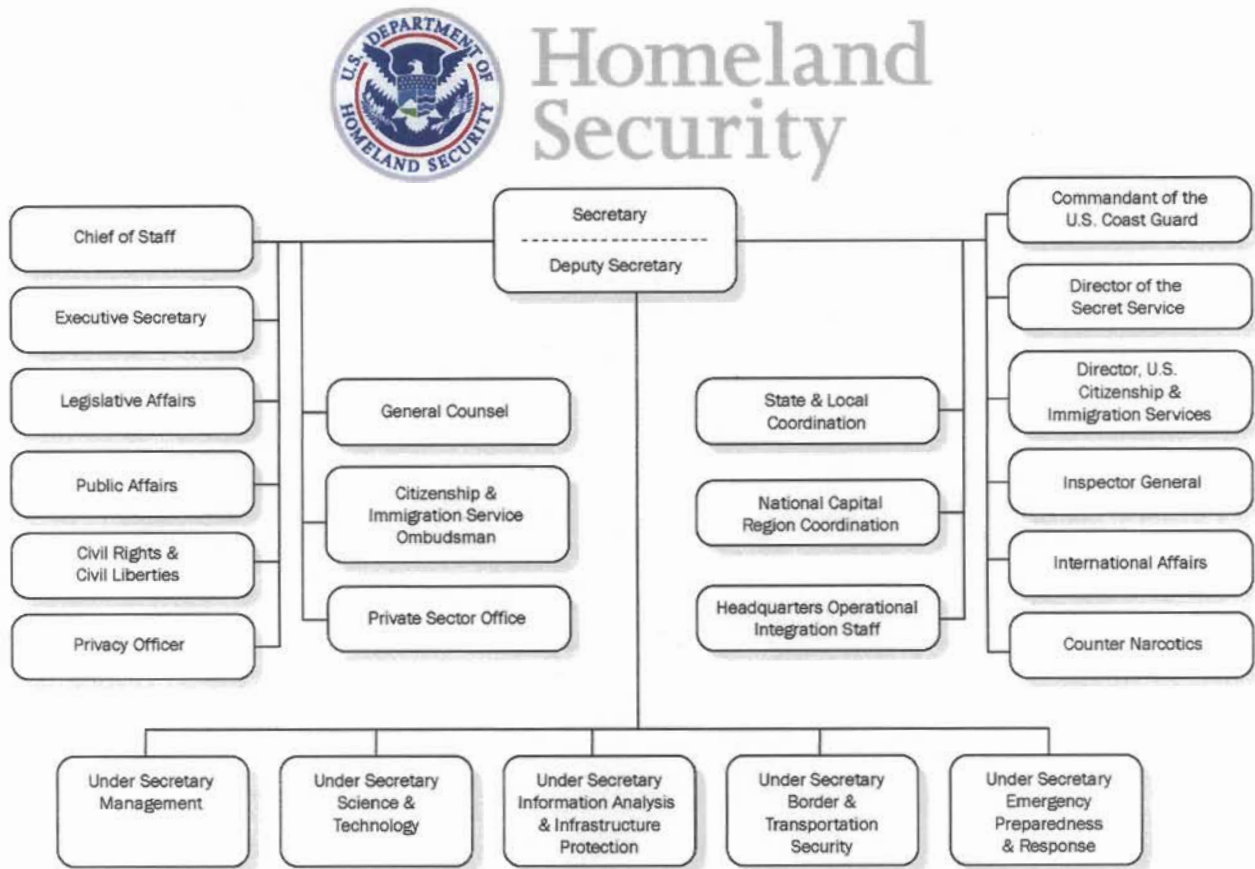 U.S. DEPARTMENT OF
HOMELAND SECURITY
Homeland
Security
Secretary
Deputy Secretary
Chief of Staff
Executive Secretary
Legislative Affairs
Public Affairs
Civil Rights &
Civil Liberties
Privacy Officer
General Counsel
Citizenship &
Immigration Service
Ombudsman
Private Sector Office
State & Local
Coordination
National Capital
Region Coordination
Headquarters Operational
Integration Staff
Commandant of the
U.S. Coast Guard
Director of the
Secret Service
Director, U.S.
Citizenship &
Immigration Services
Inspector General
International Affairs
Counter Narcotics
Under Secretary
Management
Under Secretary
Science &
Technology
Under Secretary
Information Analysis
& Infrastructure
Protection
Under Secretary
Border &
Transportation
Security
Under Secretary
Emergency
Preparedness
& Response